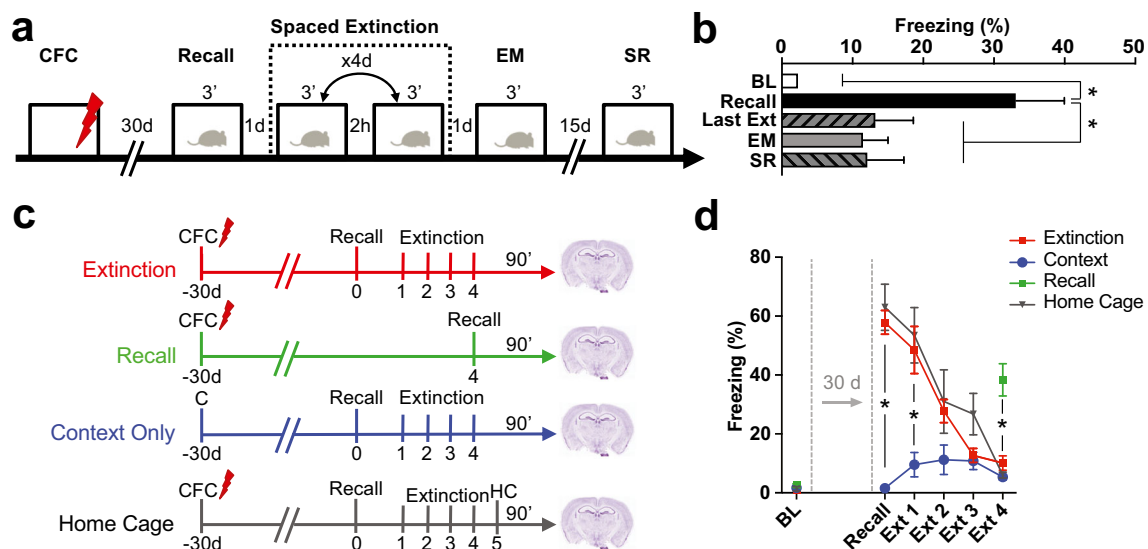 a
Spaced Extinction
CFC
Recall
x4d
EM
SR
3'
3'
3'
3'
3'
30d
1d
2h
1d
15d
b
Freezing (%)
0 10 20 30 40 50
BL
Recall
Last Ext
EM
SR
*
*
c
CFC
Recall
Extinction
90'
Extinction
-30d
0
1
2
3
4
CFC
Recall
90'
Recall
-30d
4
C
Recall
Extinction
90'
Context Only
-30d
0
1
2
3
4
CFC
Recall
Extinction
HC
90'
Home Cage
-30d
0
1
2
3
4
5
d
Extinction
Context
Recall
Home Cage
Freezing (%)
80
60
40
20
0
30 d
*
*
*
BL
Recall
Ext 1
Ext 2
Ext 3
Ext 4